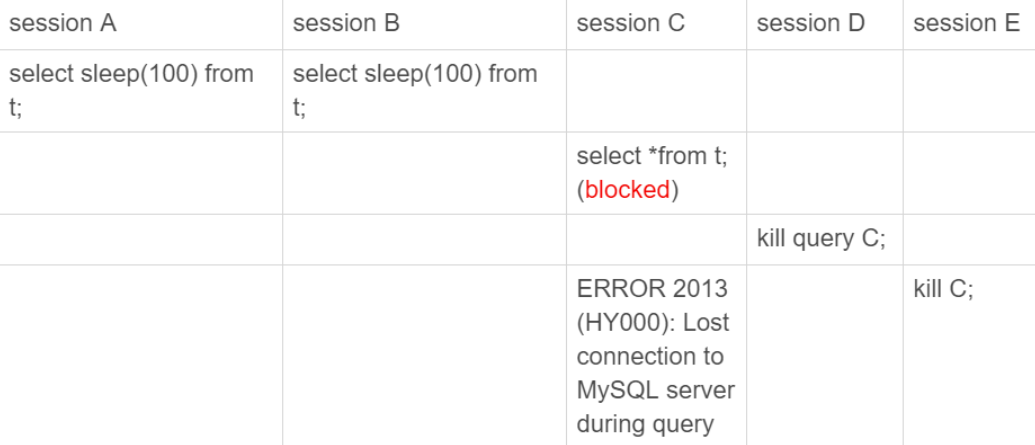 session A
session B
session C
session D
session E
select sleep(100) from
t;
select sleep(100) from
t;
select *from t;
(blocked)
kill query C;
ERROR 2013
(HY000): Lost
connection to
MySQL server
during query
kill C;